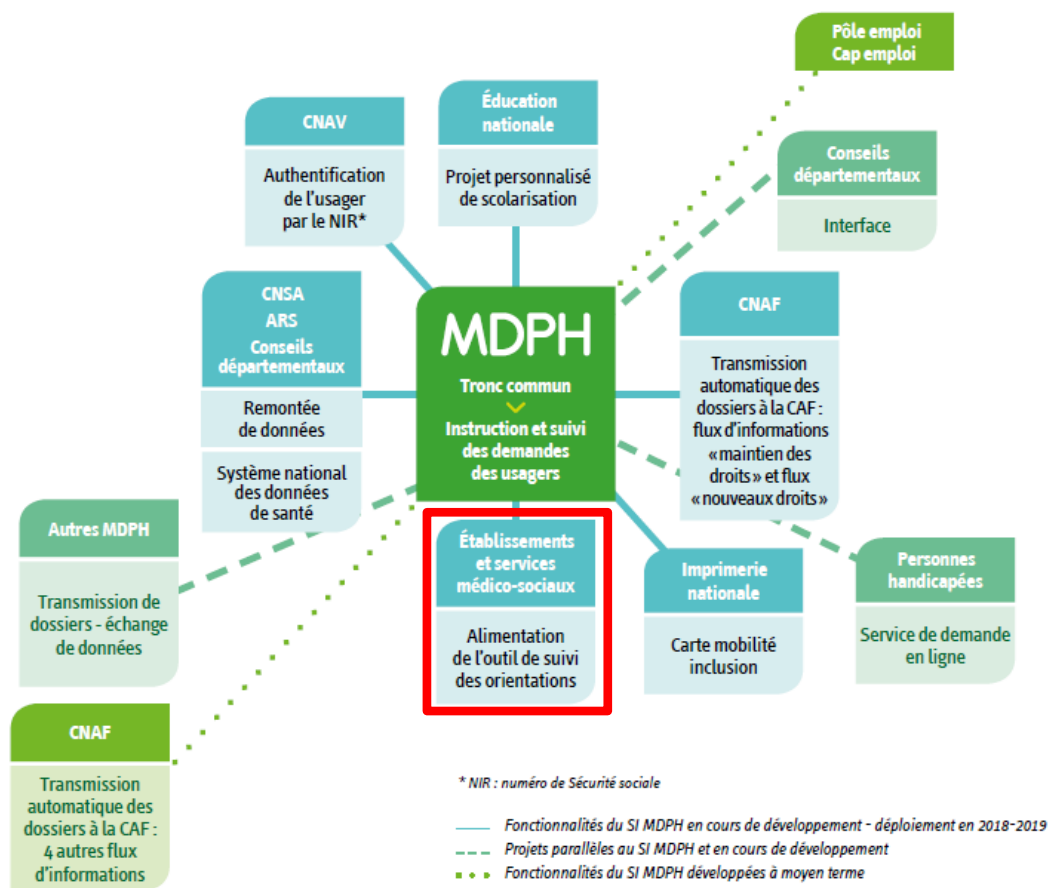 Pôle emploi
Cap emploi
Éducation
nationale
Projet personnalisé
de scolarisation
CNAV
Authentification
de l'usager
par le NIR*
Conseils
départementaux
Interface
CNSA
ARS
Conseils
départementaux
Remontée
de données
Système national
des données
de santé
MDPH
Tronc commun
Instruction et suivi
des demandes
des usagers
CNAF
Transmission
automatique des
dossiers à la CAF :
flux d'informations
«maintien des
droits» et flux
«nouveaux droits»
Autres MDPH
Transmission de
dossiers - échange
de données
Établissements
et services
médico-sociaux
Alimentation
de l'outil de suivi
des orientations
Imprimerie
nationale
Carte mobilité
inclusion
Personnes
handicapées
Service de demande
en ligne
CNAF
Transmission
automatique des
dossiers à la CAF :
4 autres flux
d'informations
* NIR : numéro de Sécurité sociale
Fonctionnalités du SI MDPH en cours de développement - déploiement en 2018-2019
Projets parallèles au SI MDPH et en cours de développement
Fonctionnalités du SI MDPH développées à moyen terme